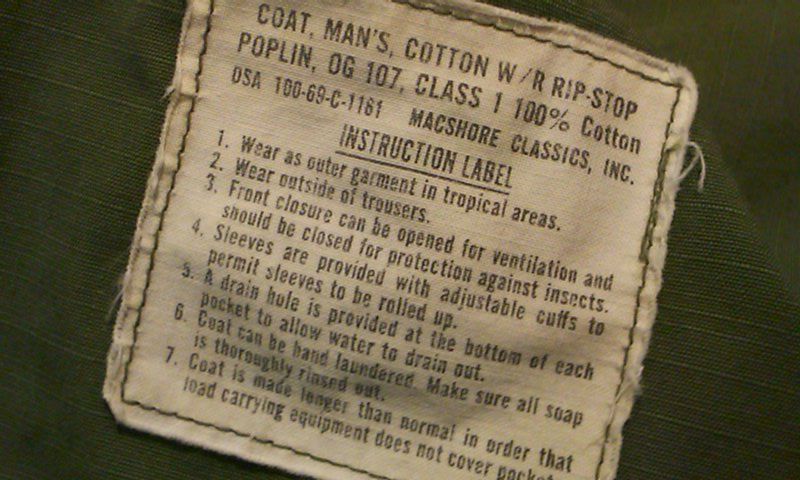 COAT, MAN'S, COTTON W/R RIP-STOP
POPLIN, OG 107, CLASS 1 100% Cotton
DSA 100-69-C-1161 MACSHORE CLASSICS, INC.
INSTRUCTION LABEL
1. Wear as outer garment in tropical areas.
2. Wear outside of trousers.
3. Front closure can be opened for ventilation and
should be closed for protection against insects.
4. Sleeves are provided with adjustable cuffs to
permit sleeves to be rolled up.
5. A drain hole is provided at the bottom of each
pocket to allow water to drain out.
6. Coat can be hand laundered. Make sure all soap
is thoroughly rinsed out.
7. Coat is made longer than normal in order that
load carrying equipment does not cover